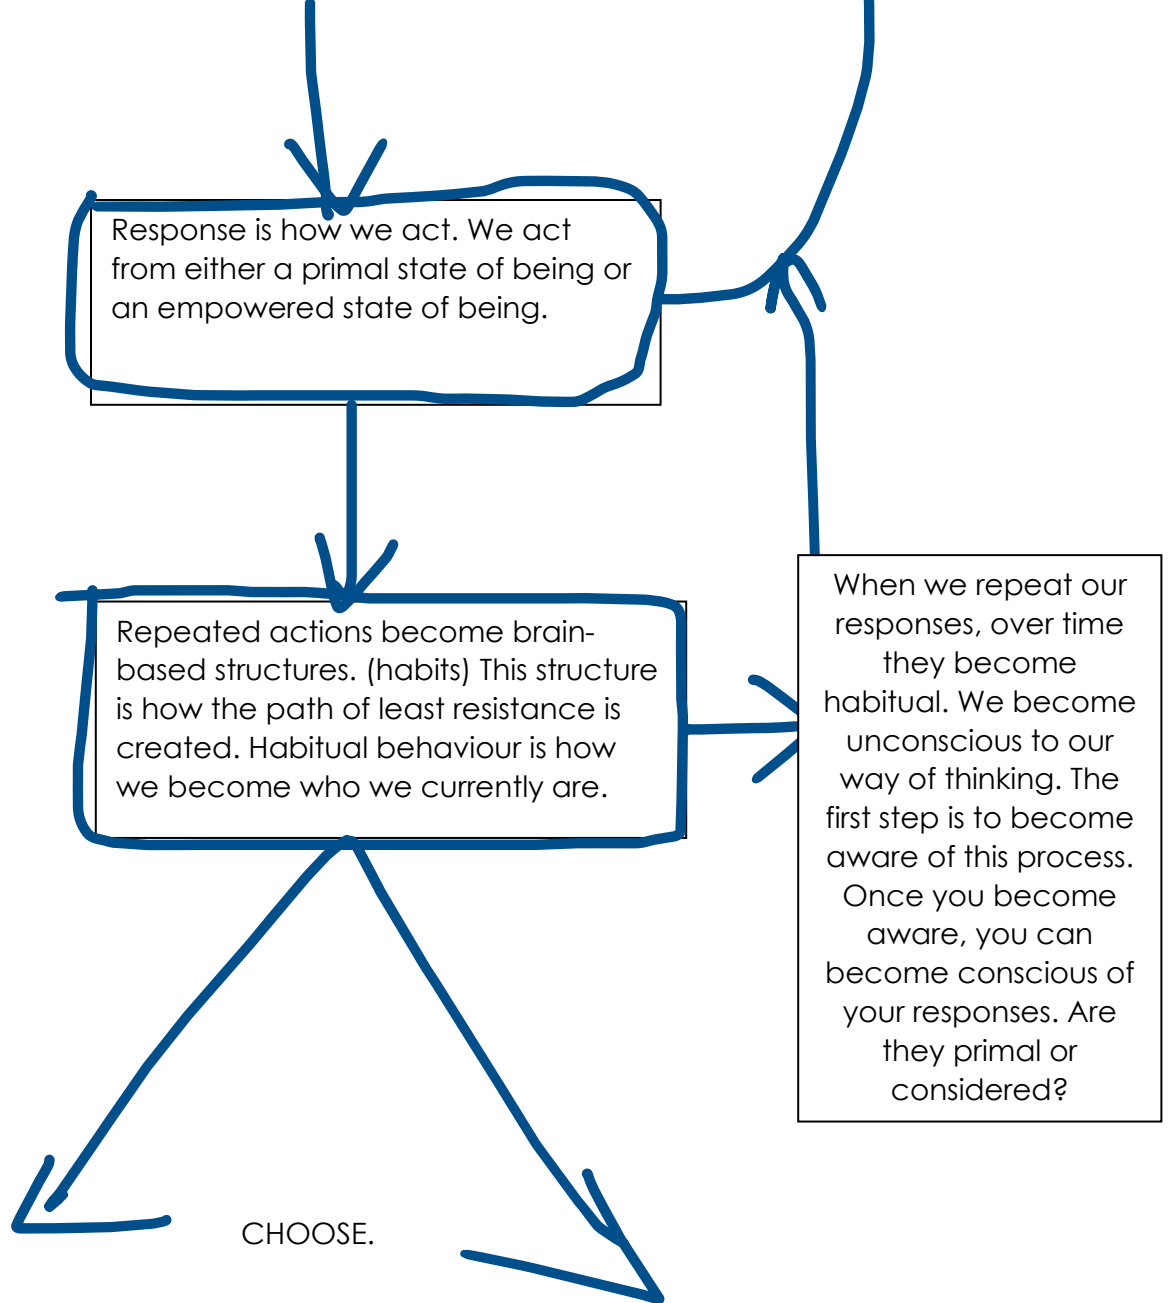 Response is how we act. We act
from either a primal state of being or
an empowered state of being.
Repeated actions become brain-
based structures. (habits) This structure
is how the path of least resistance is
created. Habitual behaviour is how
we become who we currently are.
When we repeat our
responses, over time
they become
habitual. We become
unconscious to our
way of thinking. The
first step is to become
aware of this process.
Once you become
aware, you can
become conscious of
your responses. Are
they primal or
considered?
CHOOSE.